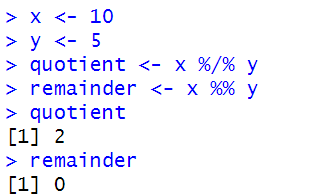 > x <- 10
> y <- 5
> quotient <- x %/% y
> remainder <- x %% y
> quotient
[1] 2
> remainder
[1] 0